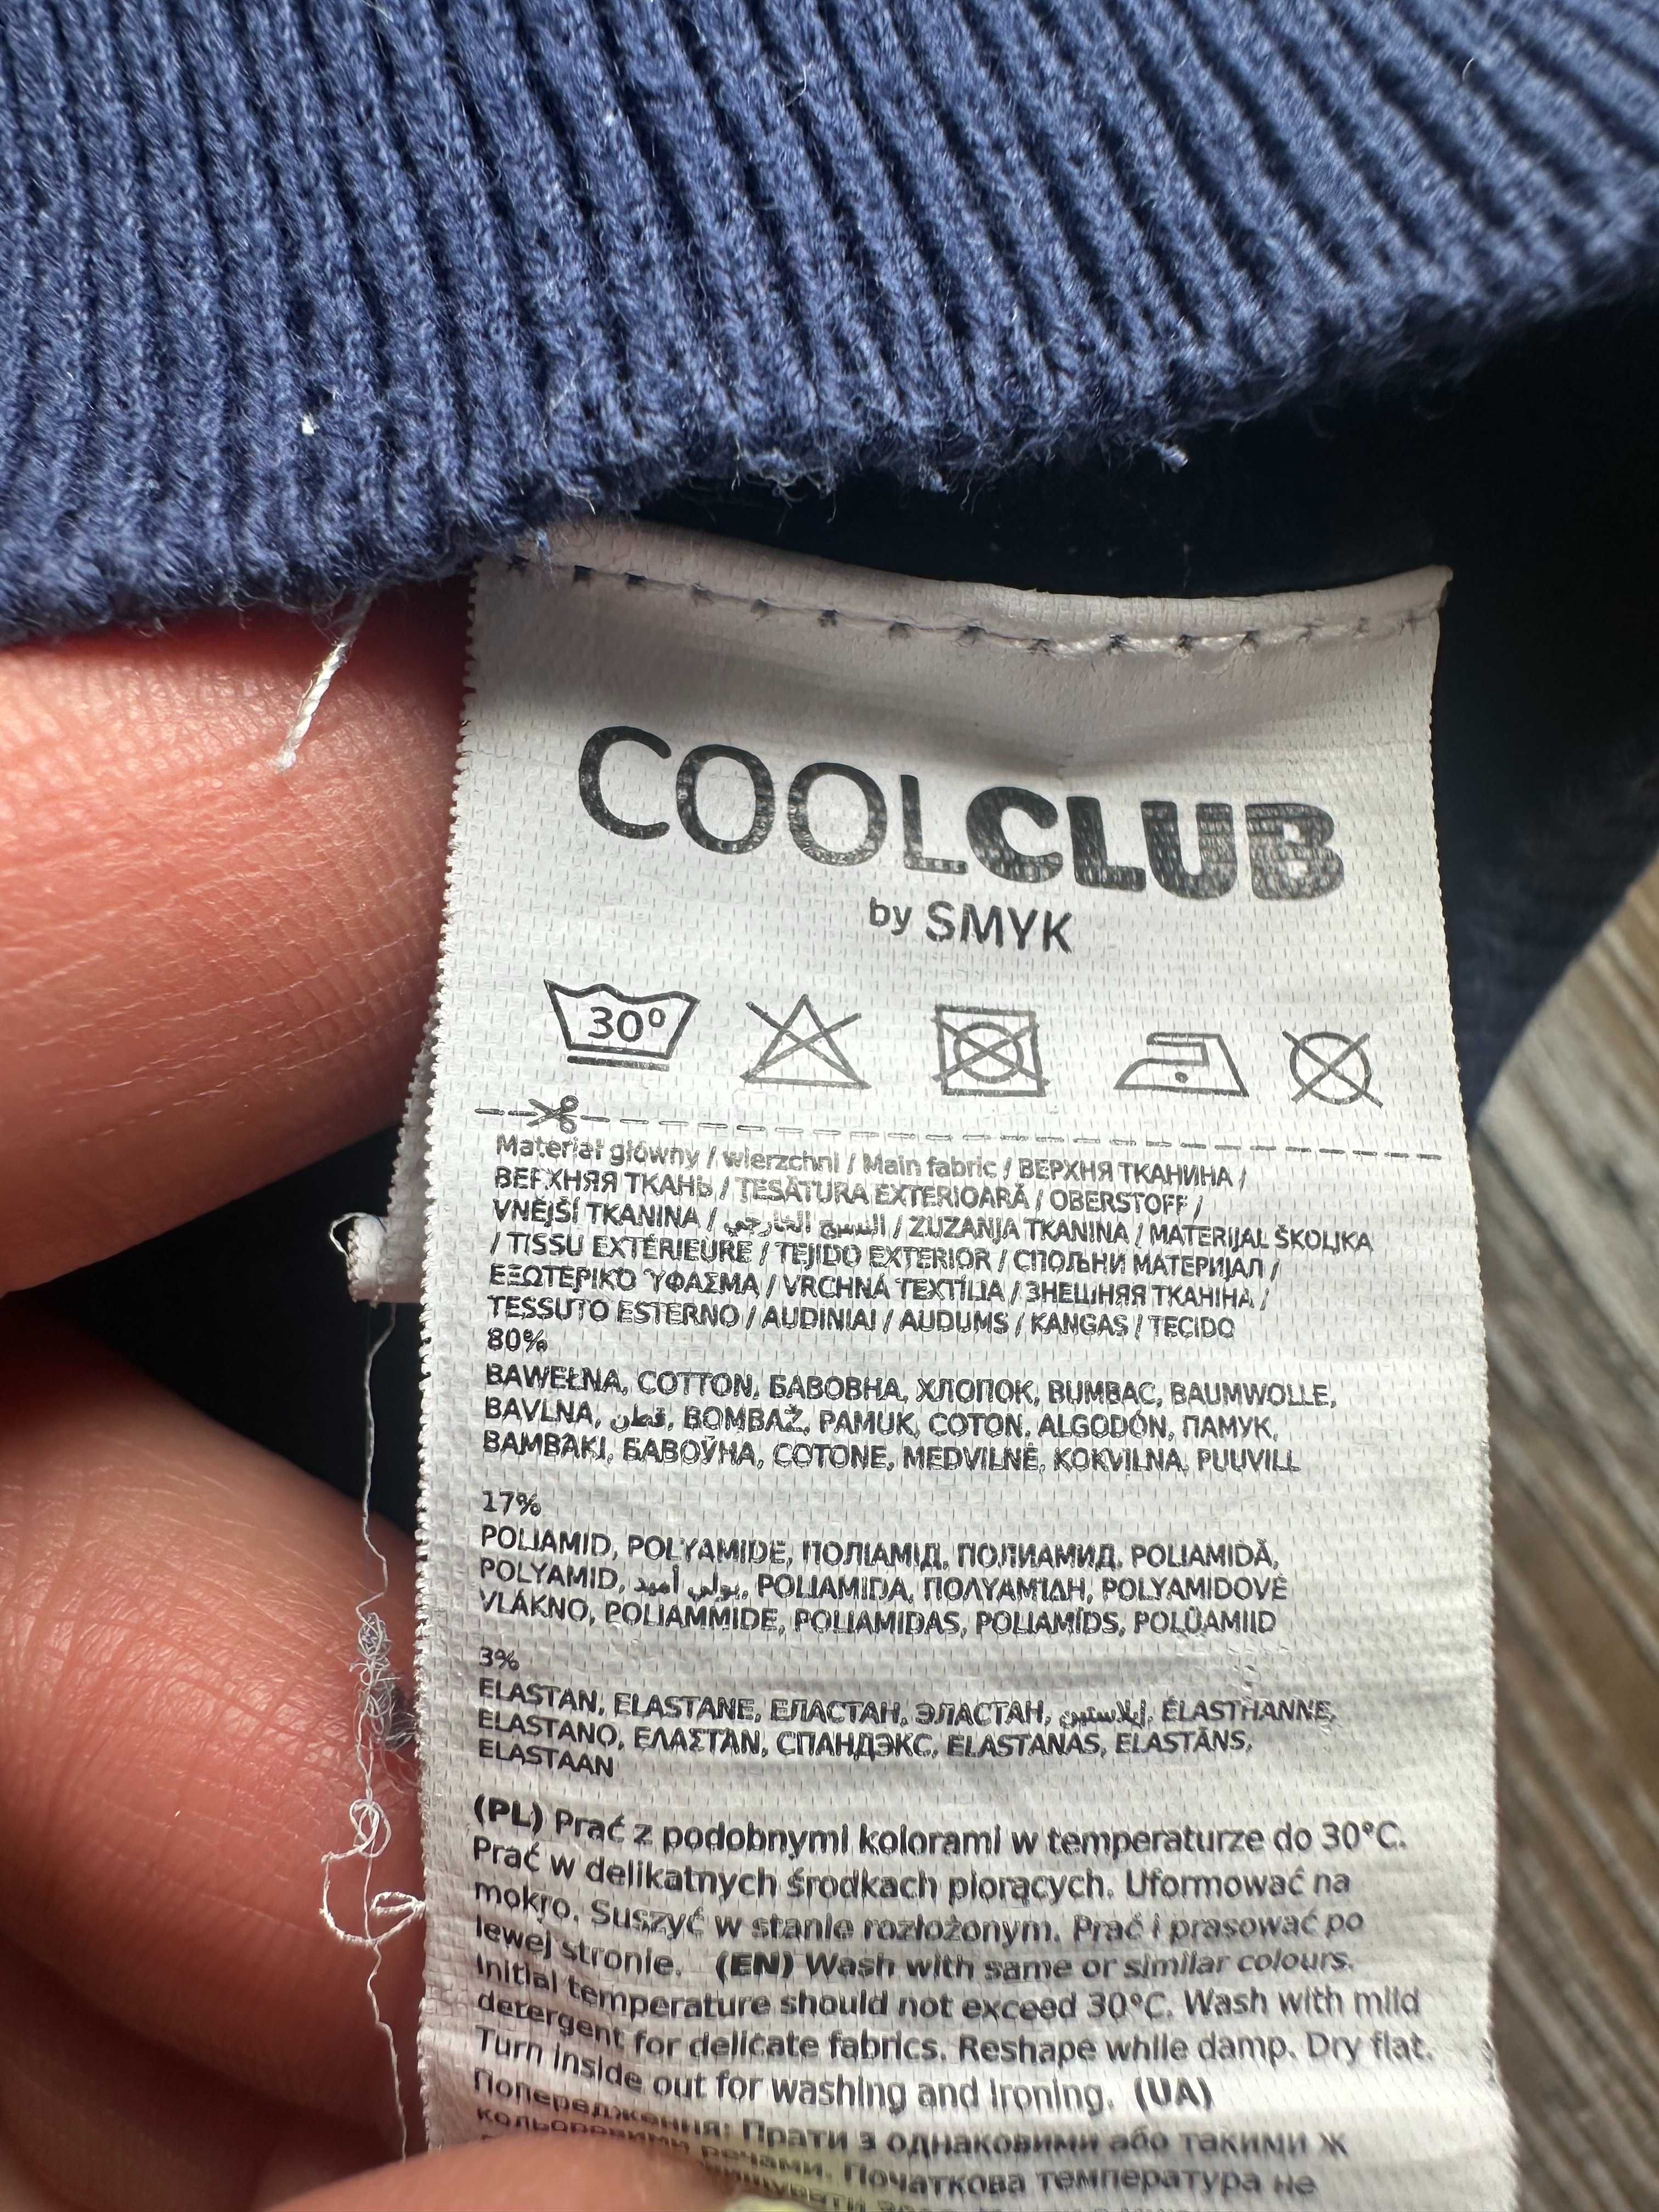 COOLCLUB
by SMYK
30°
Materiał główny / wierzchni / Main fabric / ВЕРХНЯ ТКАНИНА /
ВЕРХНЯЯ ТКАНЬ / TESĂTURA EXTERIOARĂ / OBERSTOFF /
VNĚJŠÍ TKANINA / النسيج الخارجي / ZUZANJA TKANINA / MATERIJAL ŠKOLJKA
/ TISSU EXTÉRIEURE / TEJIDO EXTERIOR / СПОЉНИ МАТЕРИЈАЛ /
ΕΞΩΤΕΡΙΚΌ ΎΦΑΣΜΑ / VRCHNÁ TEXTÍLIA / ЗНЕШНЯЯ ТКАНІНА /
TESSUTO ESTERNO / AUDINIAI / AUDUMS / KANGAS / TECIDO
80%
BAWEŁNA, COTTON, БАВОВНА, ХЛОПОК, BUMBAC, BAUMWOLLE,
BAVLNA, قطن, BOMBAŽ, PAMUK, COTON, ALGODÓN, ПАМУК,
ΒΑΜΒΆΚΙ, БАВОЎНА, COTONE, MEDVILNĖ, KOKVILNA, PUUVILL
17%
POLIAMID, POLYAMIDE, ПОЛІАМІД, ПОЛИАМИД, POLIAMIDĂ,
POLYAMID, بولي أميد, POLIAMIDA, ΠΟΛΥΑΜΊΔΗ, POLYAMIDOVÉ
VLÁKNO, POLIAMMIDE, POLIAMIDAS, POLIAMĪDS, POLÜAMIID
3%
ELASTAN, ELASTANE, ЕЛАСТАН, ЭЛАСТАН, إيلاستين, ÉLASTHANNE,
ELASTANO, ΕΛΑΣΤΆΝ, СПАНДЭКС, ELASTANAS, ELASTĀNS,
ELASTAAN
(PL) Prać z podobnymi kolorami w temperaturze do 30°C.
Prać w delikatnych środkach piorących. Uformować na
mokro. Suszyć w stanie rozłożonym. Prać i prasować po
lewej stronie. (EN) Wash with same or similar colours.
Initial temperature should not exceed 30°C. Wash with mild
detergent for delicate fabrics. Reshape while damp. Dry flat.
Turn inside out for washing and ironing. (UA)
Попередження: Прати з однаковими або такими ж
кольоровими речами. Початкова температура не